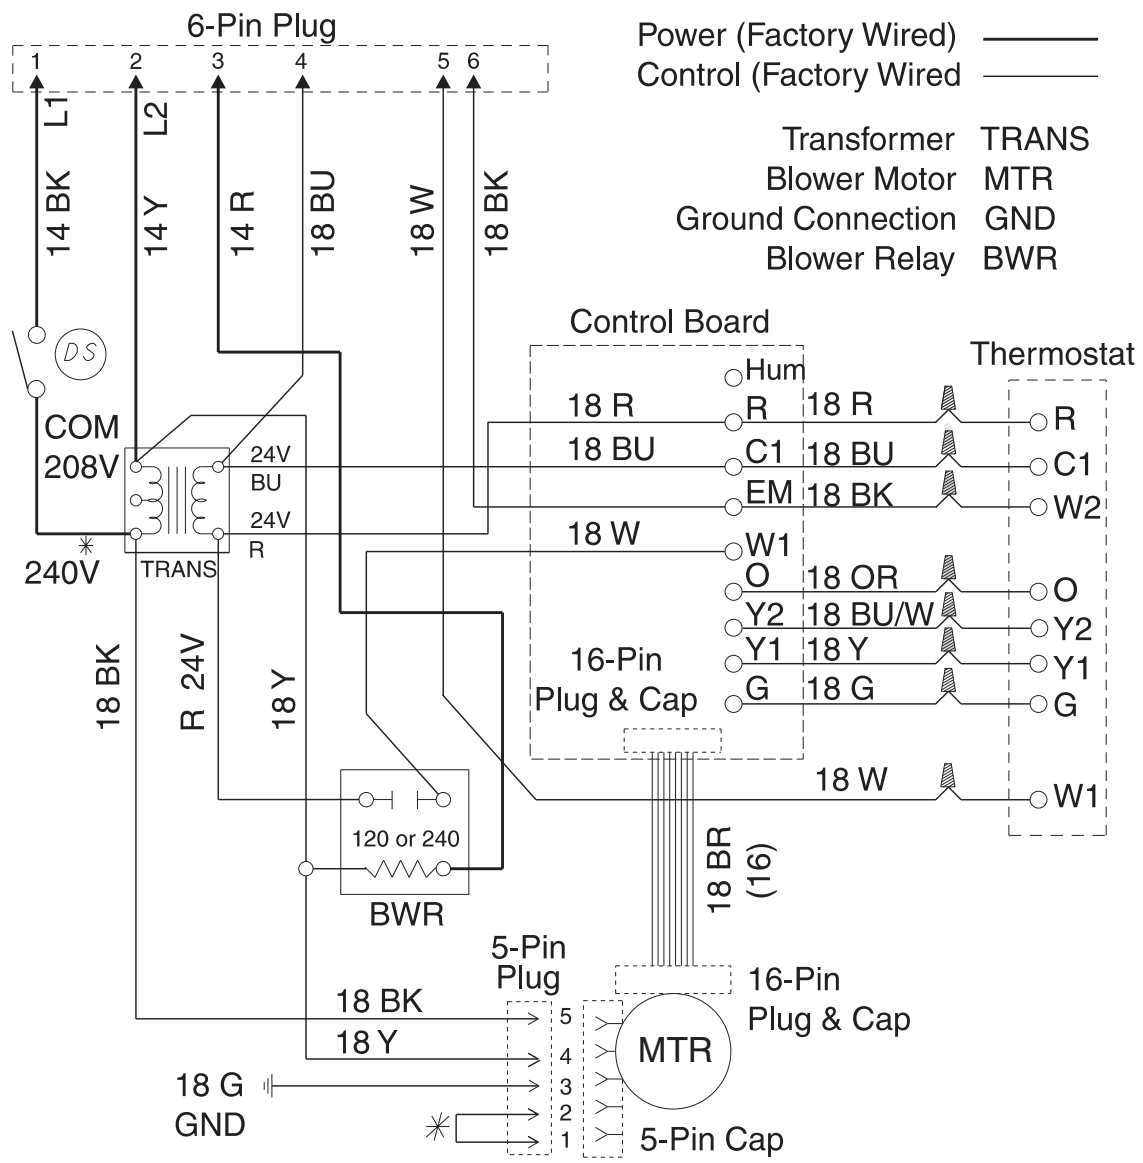 6-Pin Plug
1 2 3 4 5 6
Power (Factory Wired)
Control (Factory Wired
Transformer TRANS
Blower Motor MTR
Ground Connection GND
Blower Relay BWR
L1
L2
14 BK
14 Y
14 R
18 BU
18 W
18 BK
DS
Control Board
Thermostat
Hum
18 R R 18 R R
18 BU C1 18 BU C1
EM 18 BK W2
18 W W1
O 18 OR O
Y2 18 BU/W Y2
Y1 18 Y Y1
G 18 G G
18 W W1
16-Pin
Plug & Cap
COM
208V
24V
BU
24V
R
*
240V
TRANS
18 BK
R 24V
18 Y
120 or 240
BWR
18 BR
(16)
5-Pin
Plug
16-Pin
Plug & Cap
MTR
18 BK 5
18 Y 4
18 G 3
GND
* 2
1
5-Pin Cap